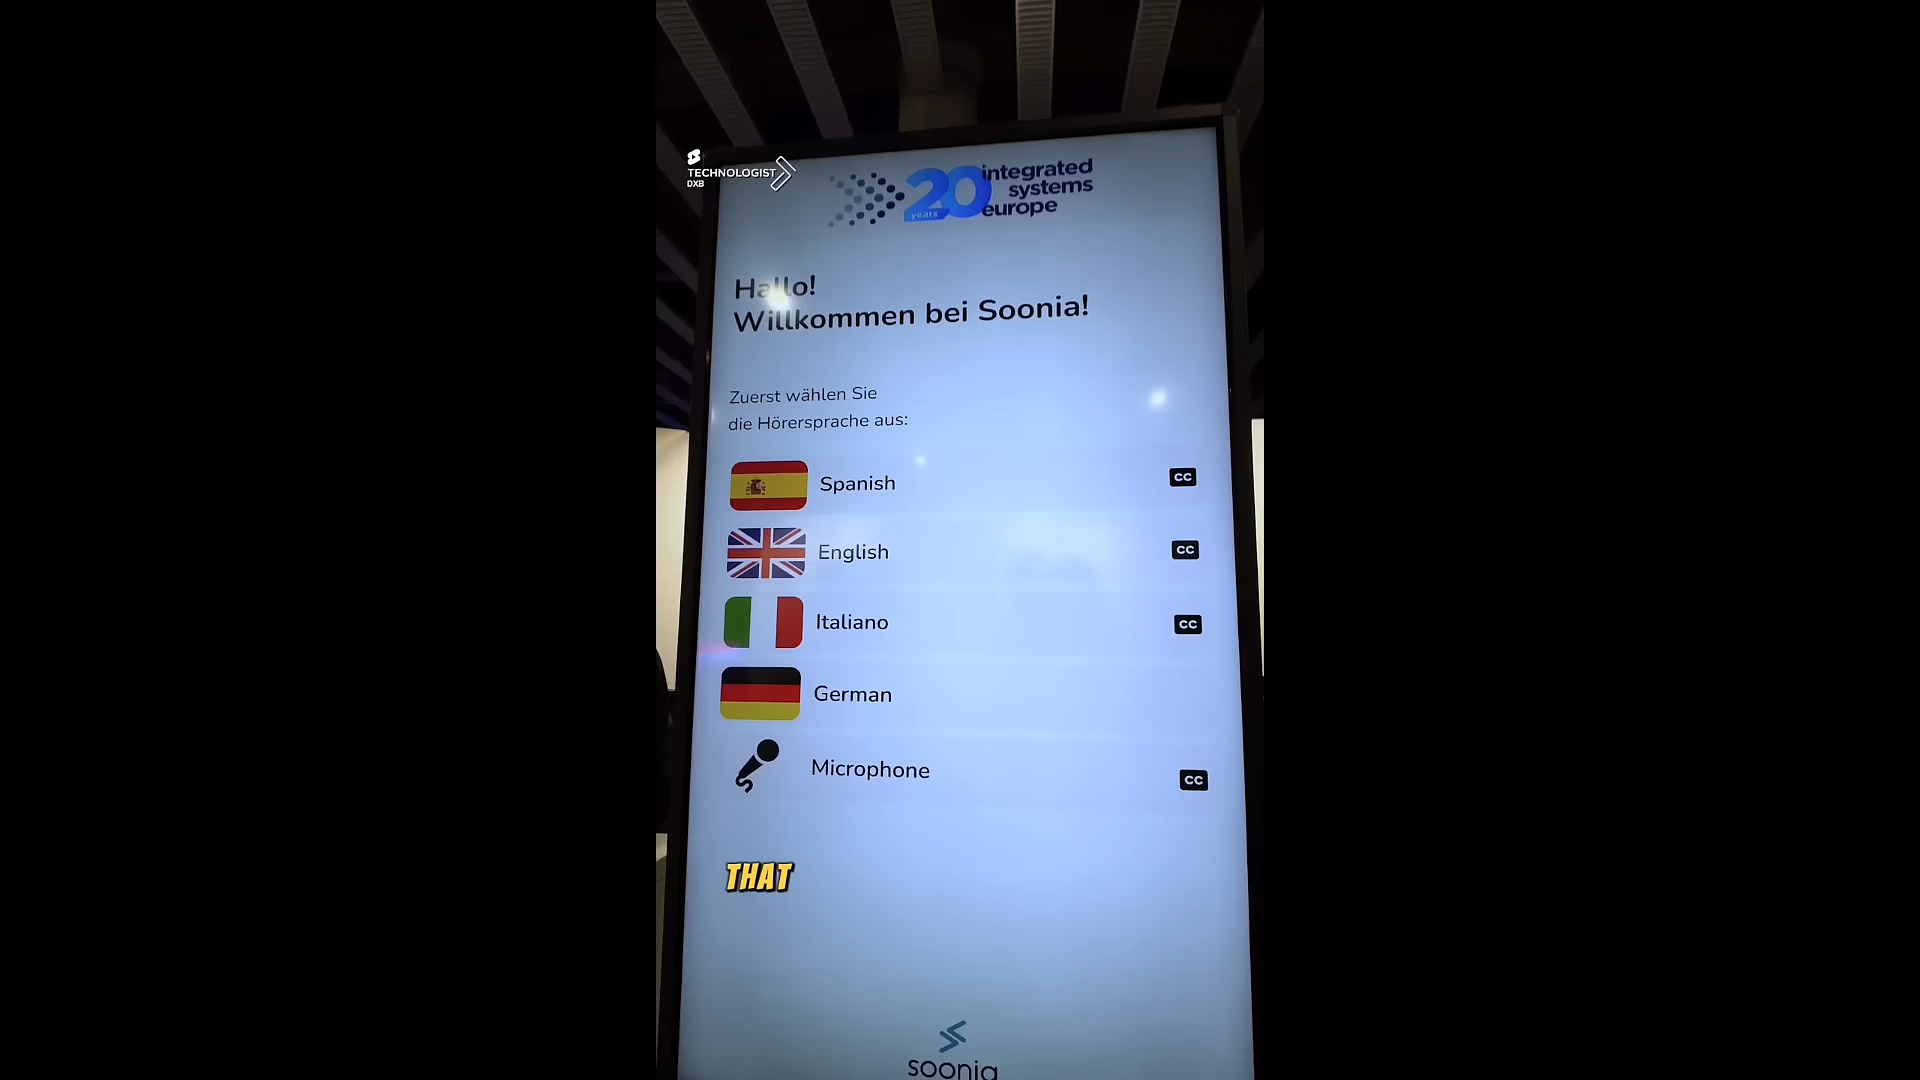 TECHNOLOGIST
DXB
20 years
integrated
systems
europe
Hallo!
Willkommen bei Soonia!
Zuerst wählen Sie
die Hörersprache aus:
Spanish CC
English CC
Italiano CC
German
Microphone CC
THAT
soonia